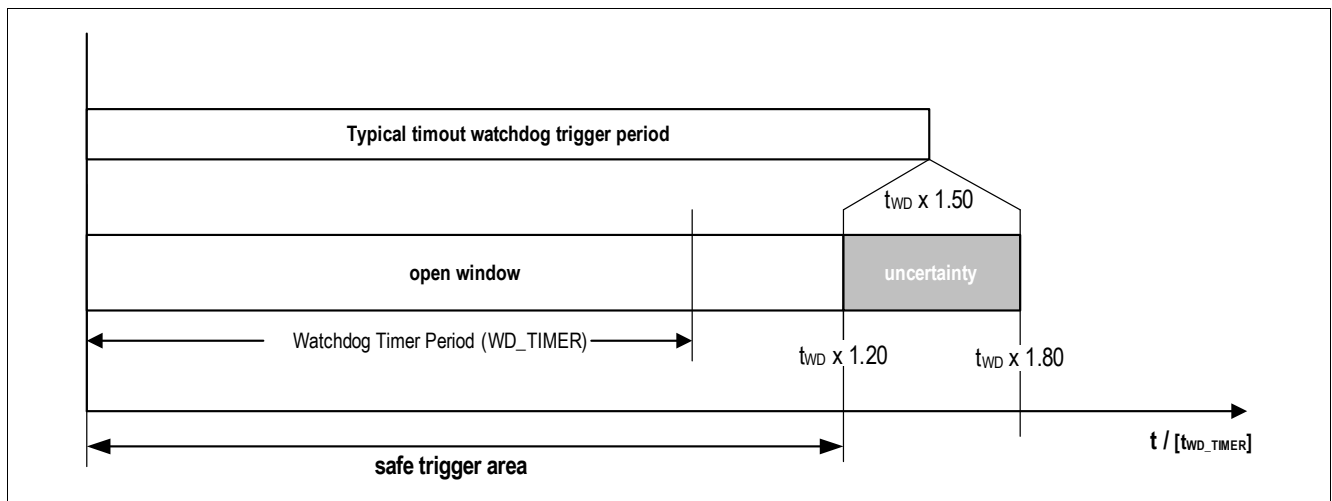 Typical timout watchdog trigger period
tWD x 1.50
open window
uncertainty
Watchdog Timer Period (WD_TIMER)
tWD x 1.20
tWD x 1.80
t / [tWD_TIMER]
safe trigger area